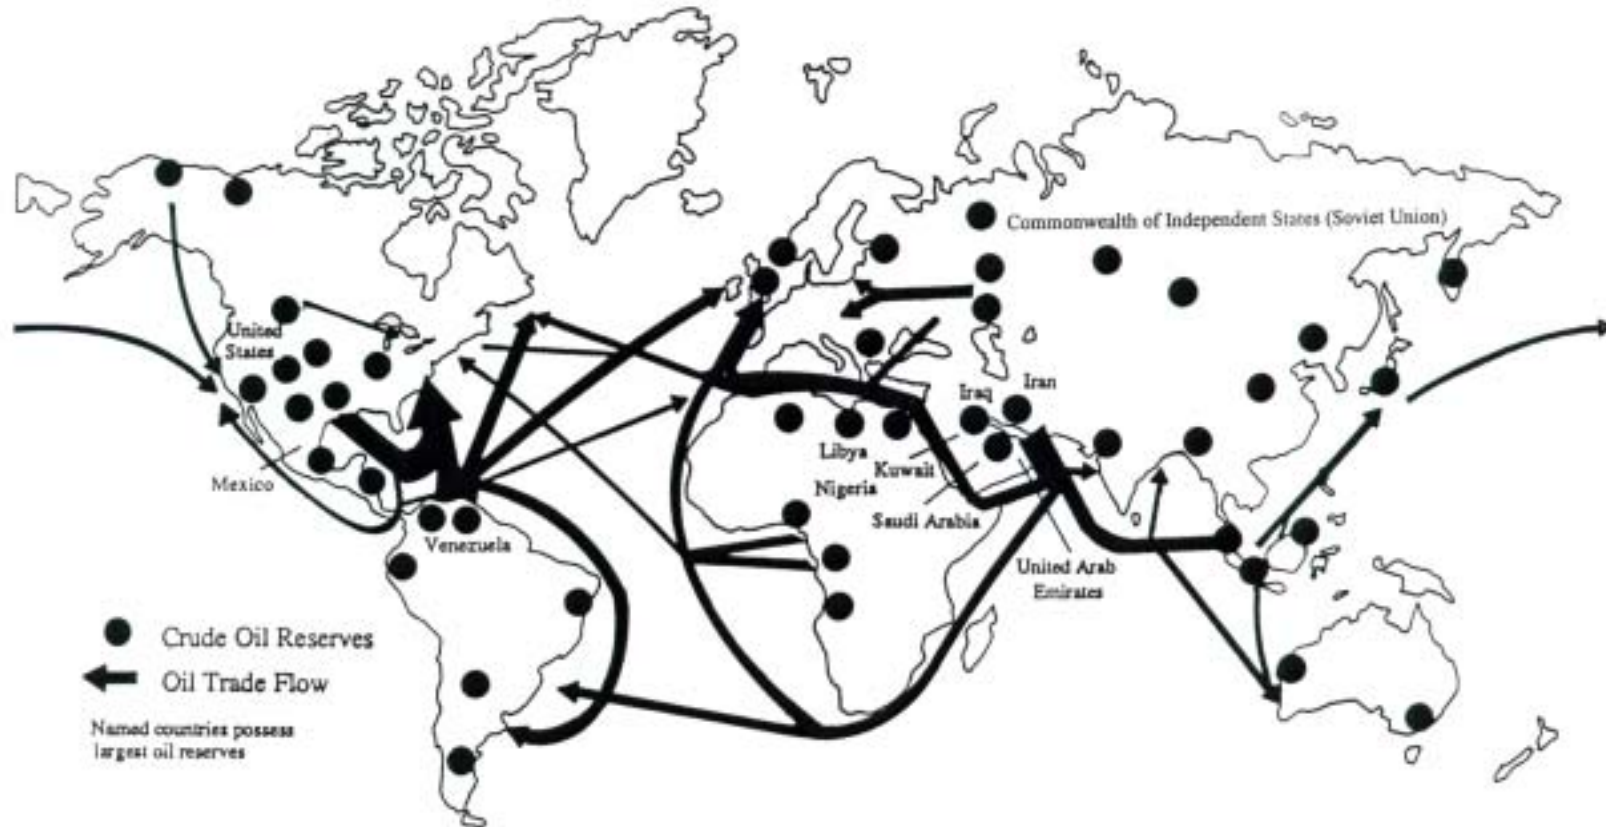 Commonwealth of Independent States (Soviet Union)
United
States
Iraq
Iran
Libya
Kuwait
Mexico
Nigeria
Saudi Arabia
Venezuela
United Arab
Emirates
Crude Oil Reserves
Oil Trade Flow
Named countries possess
largest oil reserves